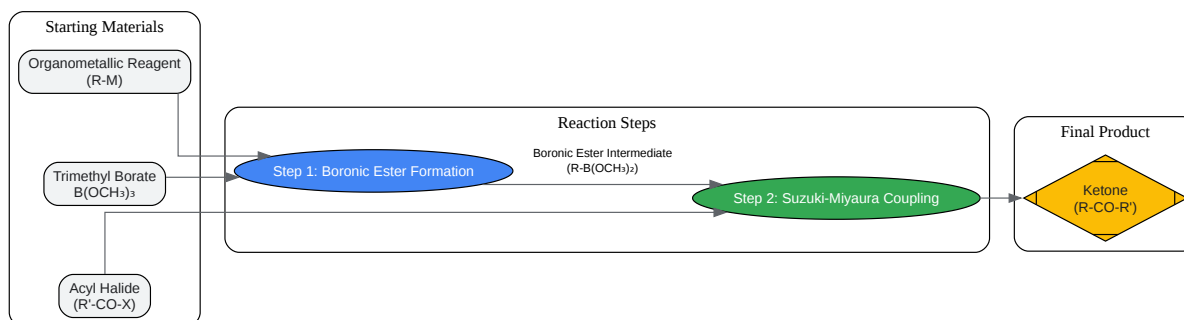 Starting Materials
Organometallic Reagent
(R-M)
Trimethyl Borate
B(OCH₃)₃
Acyl Halide
(R'-CO-X)
Reaction Steps
Step 1: Boronic Ester Formation
Boronic Ester Intermediate
(R-B(OCH₃)₂)
Step 2: Suzuki-Miyaura Coupling
Final Product
Ketone
(R-CO-R')